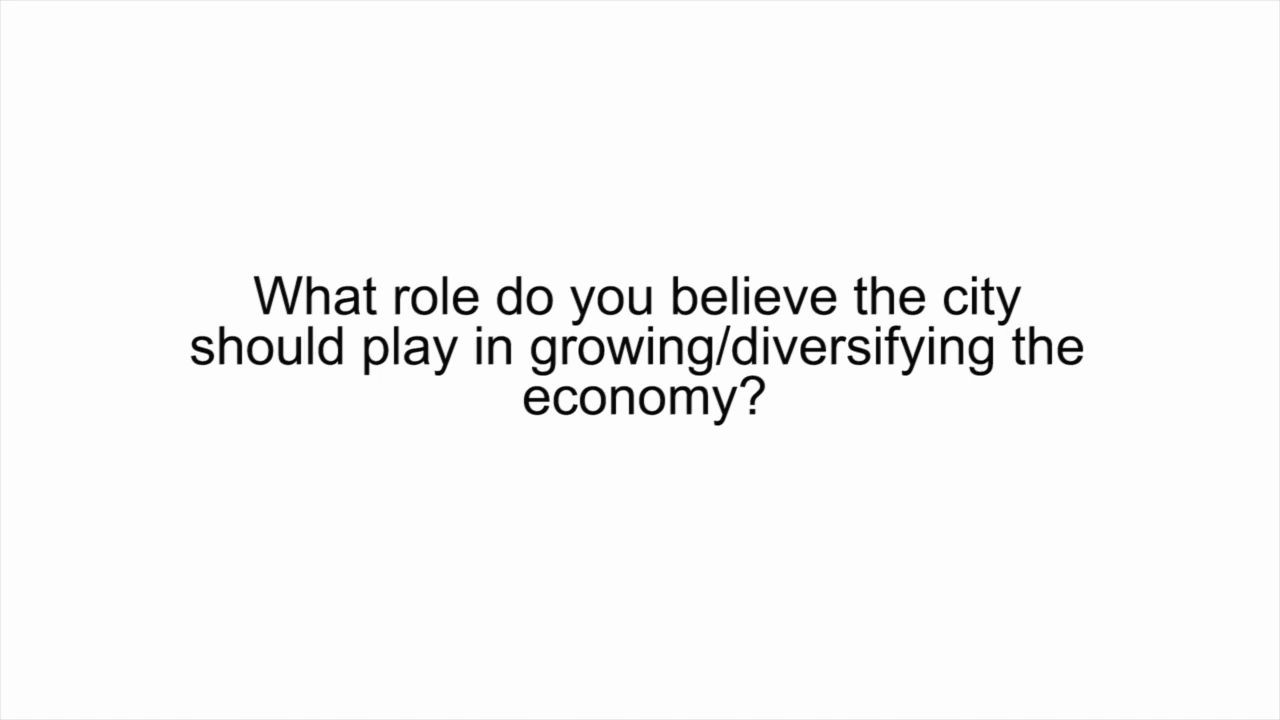 What role do you believe the city
should play in growing/diversifying the
economy?